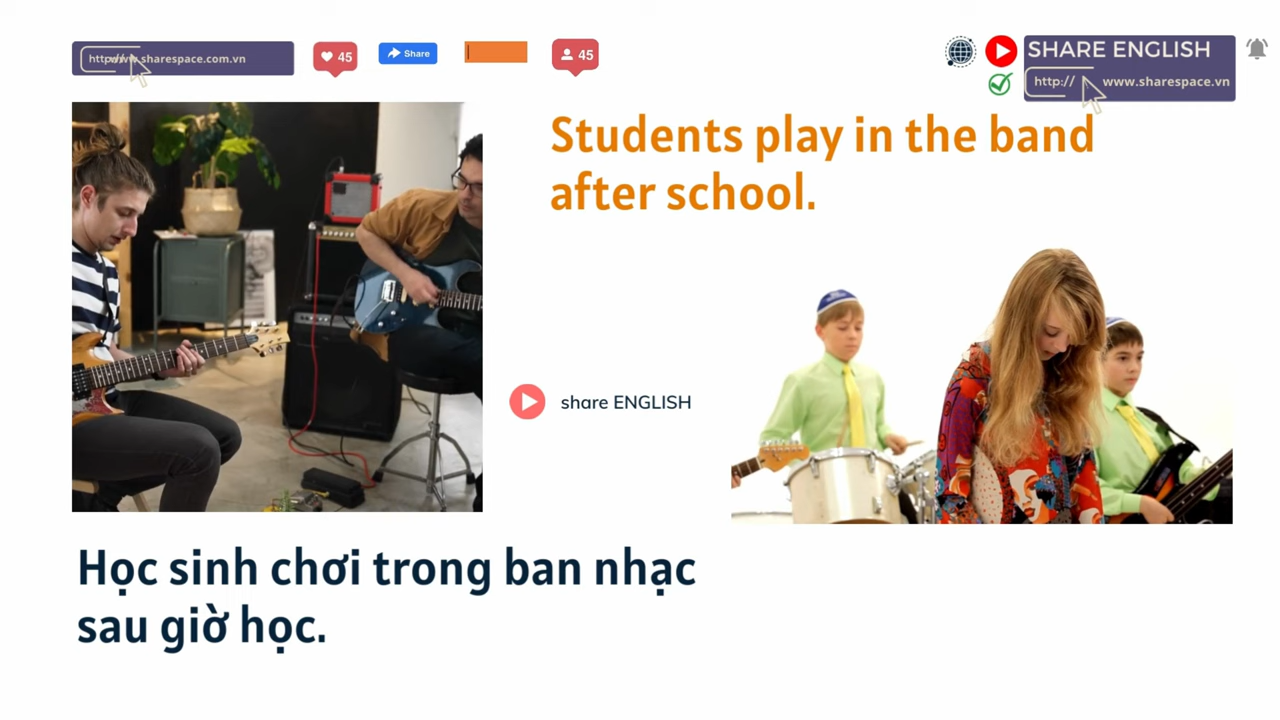 www.sharespace.com.vn
45
Share
45
SHARE ENGLISH
http:// www.sharespace.vn
Students play in the band
after school.
share ENGLISH
Học sinh chơi trong ban nhạc
sau giờ học.